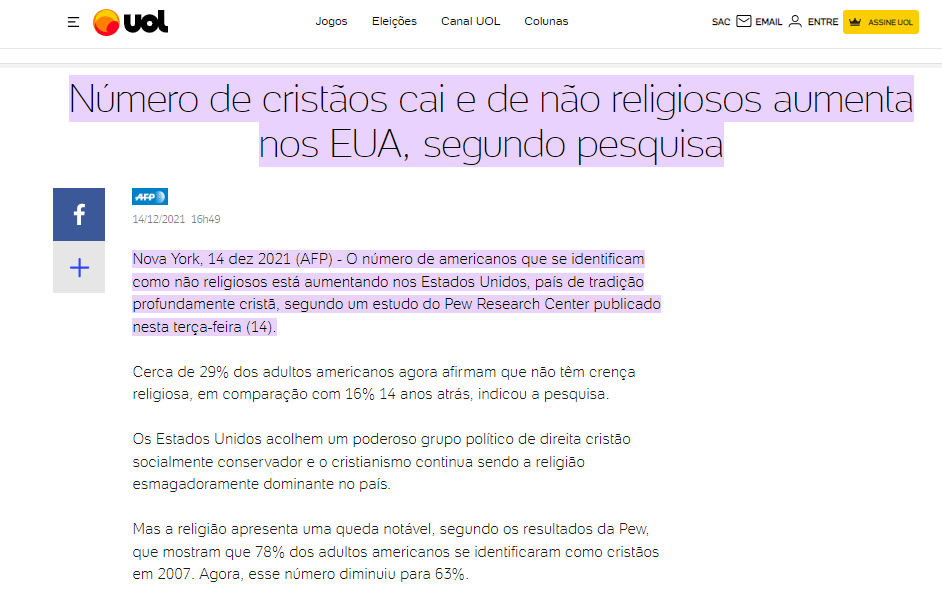 uol
Jogos Eleições Canal UOL Colunas
SAC EMAIL ENTRE ASSINE UOL
Número de cristãos cai e de não religiosos aumenta
nos EUA, segundo pesquisa
f
AFP
14/12/2021 16h49
+
Nova York, 14 dez 2021 (AFP) - O número de americanos que se identificam
como não religiosos está aumentando nos Estados Unidos, país de tradição
profundamente cristã, segundo um estudo do Pew Research Center publicado
nesta terça-feira (14).
Cerca de 29% dos adultos americanos agora afirmam que não têm crença
religiosa, em comparação com 16% 14 anos atrás, indicou a pesquisa.
Os Estados Unidos acolhem um poderoso grupo político de direita cristão
socialmente conservador e o cristianismo continua sendo a religião
esmagadoramente dominante no país.
Mas a religião apresenta uma queda notável, segundo os resultados da Pew,
que mostram que 78% dos adultos americanos se identificaram como cristãos
em 2007. Agora, esse número diminuiu para 63%.